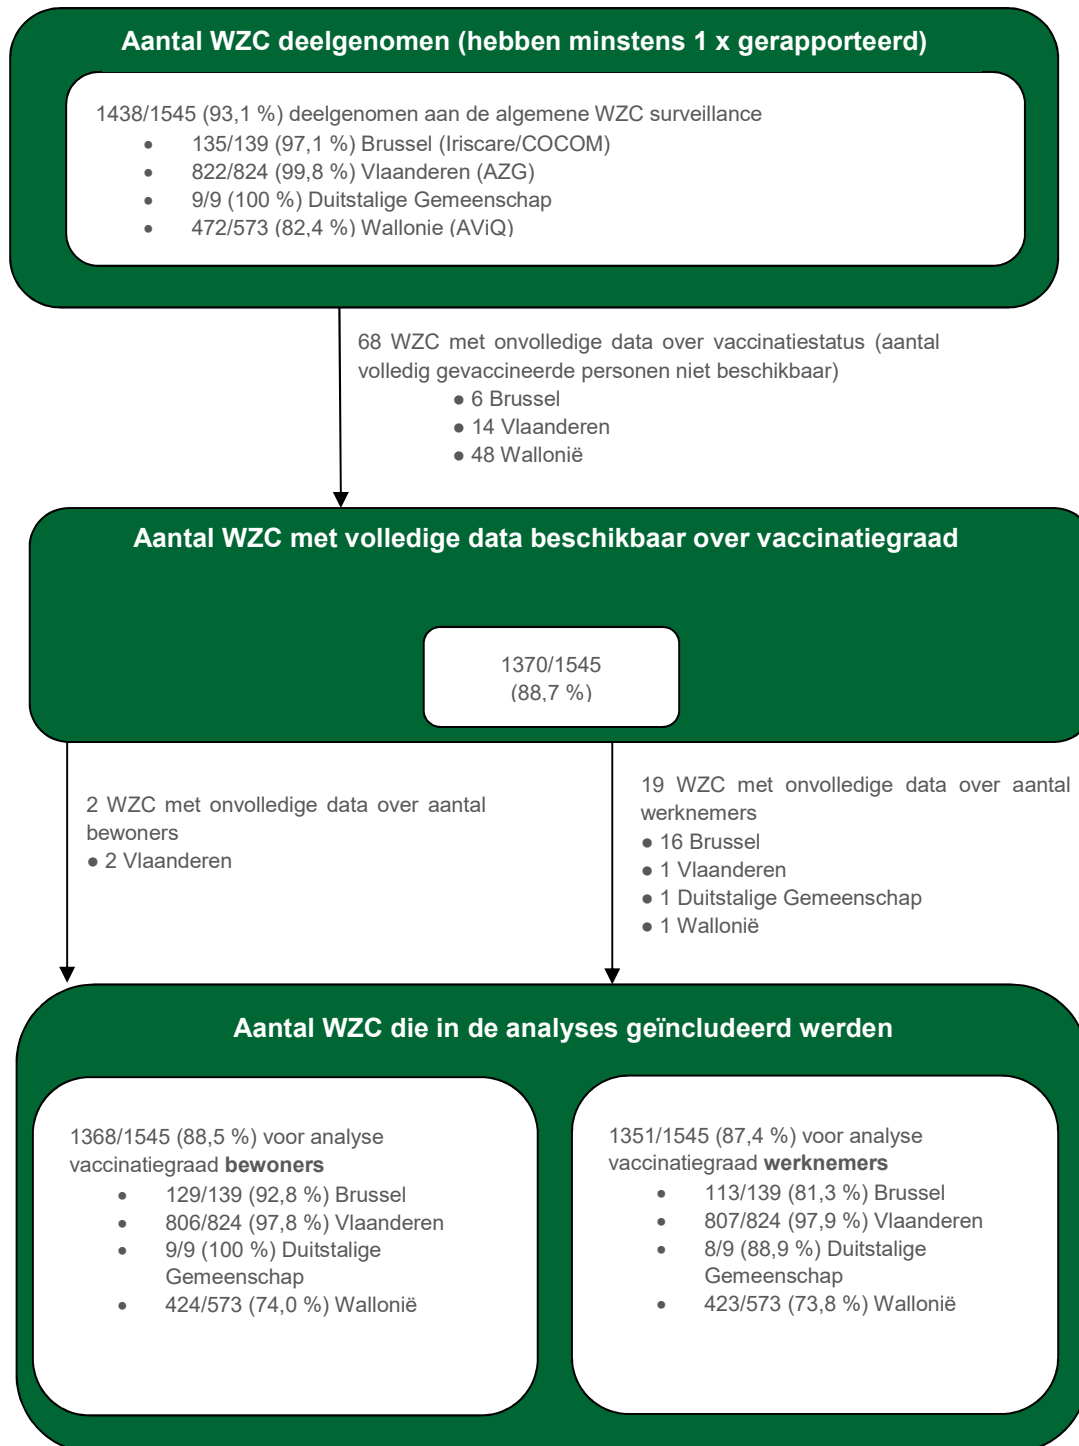 Aantal WZC deelgenomen (hebben minstens 1 x gerapporteerd)
1438/1545 (93,1 %) deelgenomen aan de algemene WZC surveillance
• 135/139 (97,1 %) Brussel (Iriscare/COCOM)
• 822/824 (99,8 %) Vlaanderen (AZG)
• 9/9 (100 %) Duitstalige Gemeenschap
• 472/573 (82,4 %) Wallonie (AViQ)
68 WZC met onvolledige data over vaccinatiestatus (aantal
volledig gevaccineerde personen niet beschikbaar)
● 6 Brussel
● 14 Vlaanderen
● 48 Wallonië
Aantal WZC met volledige data beschikbaar over vaccinatiegraad
1370/1545
(88,7 %)
2 WZC met onvolledige data over aantal
bewoners
● 2 Vlaanderen
19 WZC met onvolledige data over aantal
werknemers
● 16 Brussel
● 1 Vlaanderen
● 1 Duitstalige Gemeenschap
● 1 Wallonië
Aantal WZC die in de analyses geïncludeerd werden
1368/1545 (88,5 %) voor analyse
vaccinatiegraad bewoners
• 129/139 (92,8 %) Brussel
• 806/824 (97,8 %) Vlaanderen
• 9/9 (100 %) Duitstalige
Gemeenschap
• 424/573 (74,0 %) Wallonië
1351/1545 (87,4 %) voor analyse
vaccinatiegraad werknemers
• 113/139 (81,3 %) Brussel
• 807/824 (97,9 %) Vlaanderen
• 8/9 (88,9 %) Duitstalige
Gemeenschap
• 423/573 (73,8 %) Wallonië